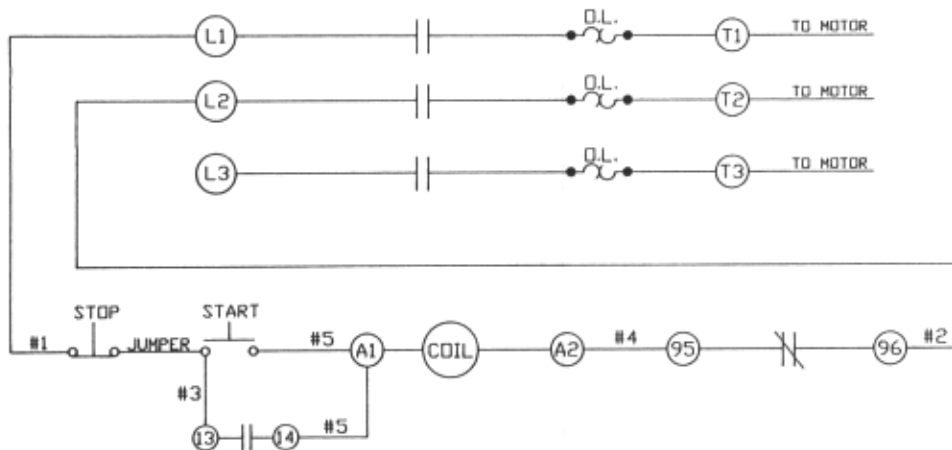 O.L.
L1 T1 TO MOTOR
O.L.
L2 T2 TO MOTOR
O.L.
L3 T3 TO MOTOR
STOP START
#1 JUMPER #5 A1 COIL A2 #4 95 96 #2
#3
13 14 #5